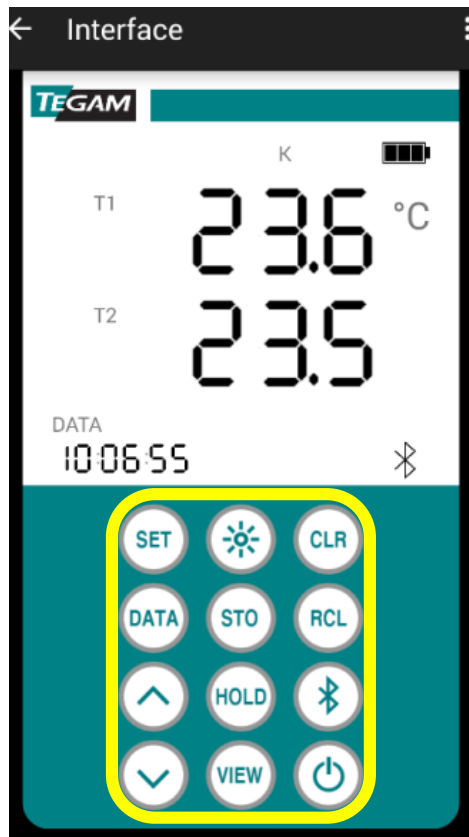 Interface
TEGAM
K
T1 23.6 °C
T2 23.5
DATA
10:06:55
SET CLR
DATA STO RCL
HOLD
VIEW